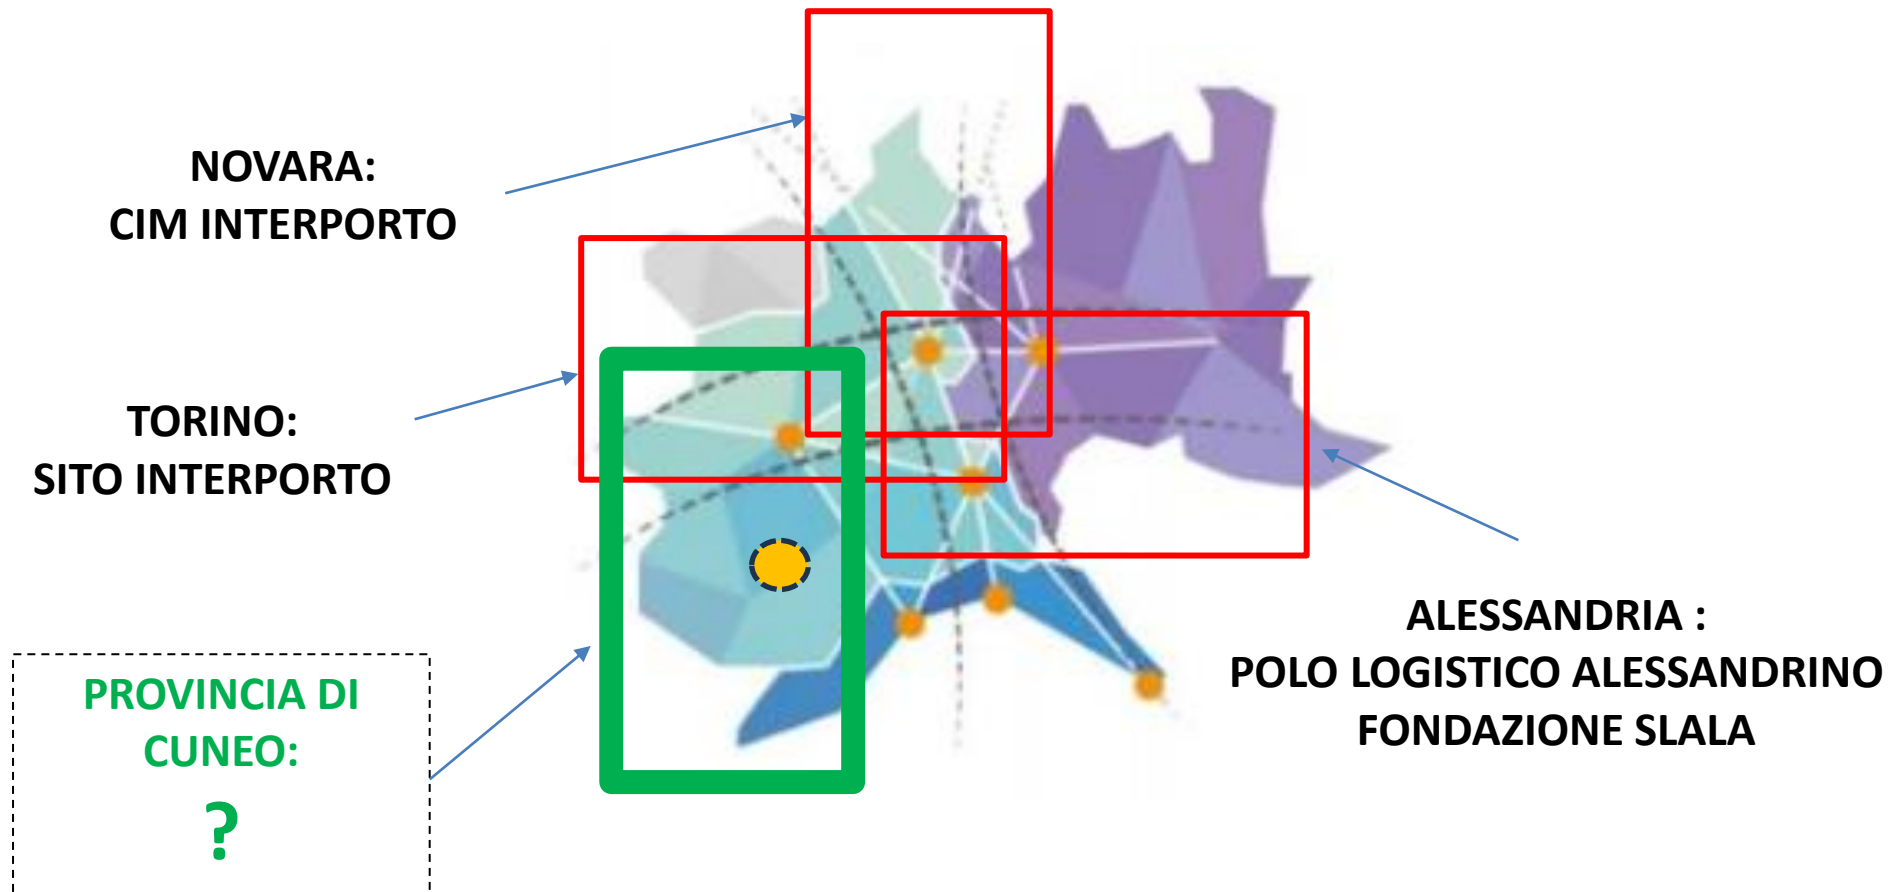 NOVARA:
CIM INTERPORTO
TORINO:
SITO INTERPORTO
PROVINCIA DI
CUNEO:
?
ALESSANDRIA :
POLO LOGISTICO ALESSANDRINO
FONDAZIONE SLALA